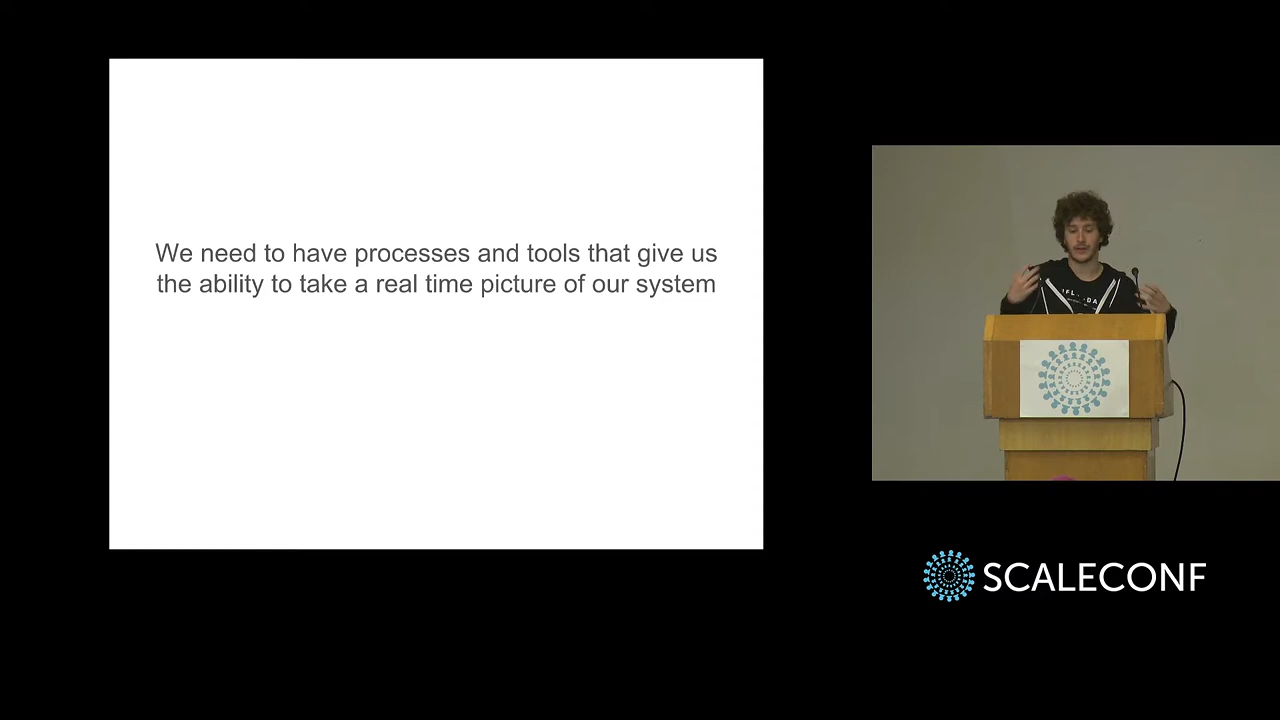 We need to have processes and tools that give us
the ability to take a real time picture of our system
SCALECONF